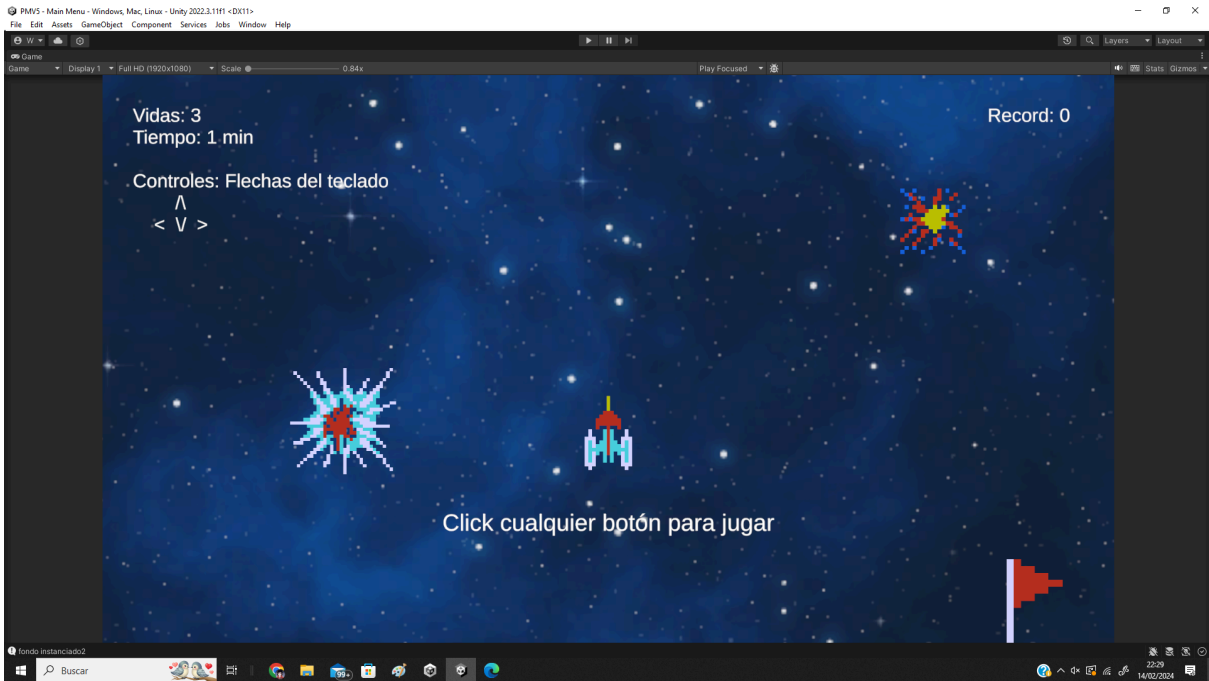 PMV5 - Main Menu - Windows, Mac, Linux - Unity 2022.3.11f1 <DX11>
File Edit Assets GameObject Component Services Jobs Window Help
W
Layers Layout
Game
Game Display 1 Full HD (1920x1080) Scale 0.84x Play Focused Stats Gizmos
Vidas: 3
Record: 0
Tiempo: 1 min
Controles: Flechas del teclado
/\
< \/ >
Click cualquier botón para jugar
fondo instanciado2
Buscar
99+
22:29
14/02/2024